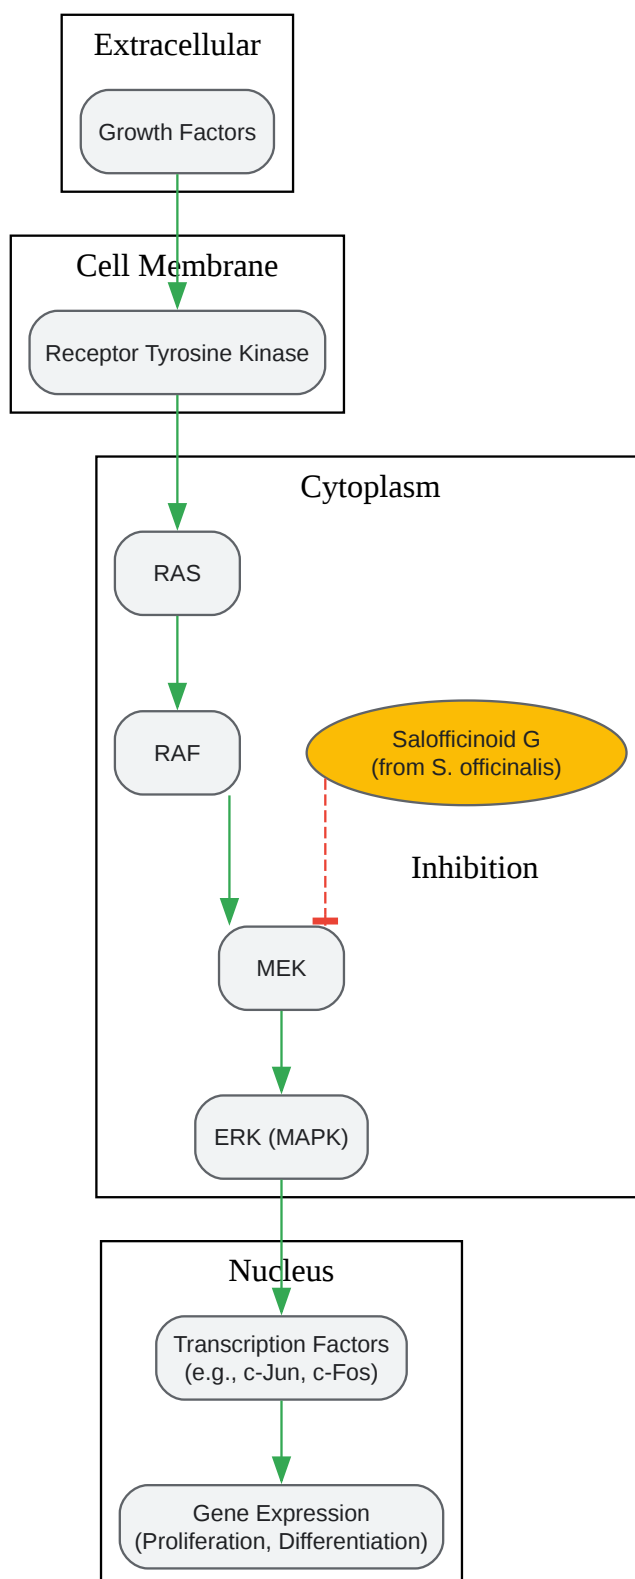 Extracellular
Growth Factors
Cell Membrane
Receptor Tyrosine Kinase
Cytoplasm
RAS
RAF
Salofficinoid G
(from S. officinalis)
Inhibition
MEK
ERK (MAPK)
Nucleus
Transcription Factors
(e.g., c-Jun, c-Fos)
Gene Expression
(Proliferation, Differentiation)